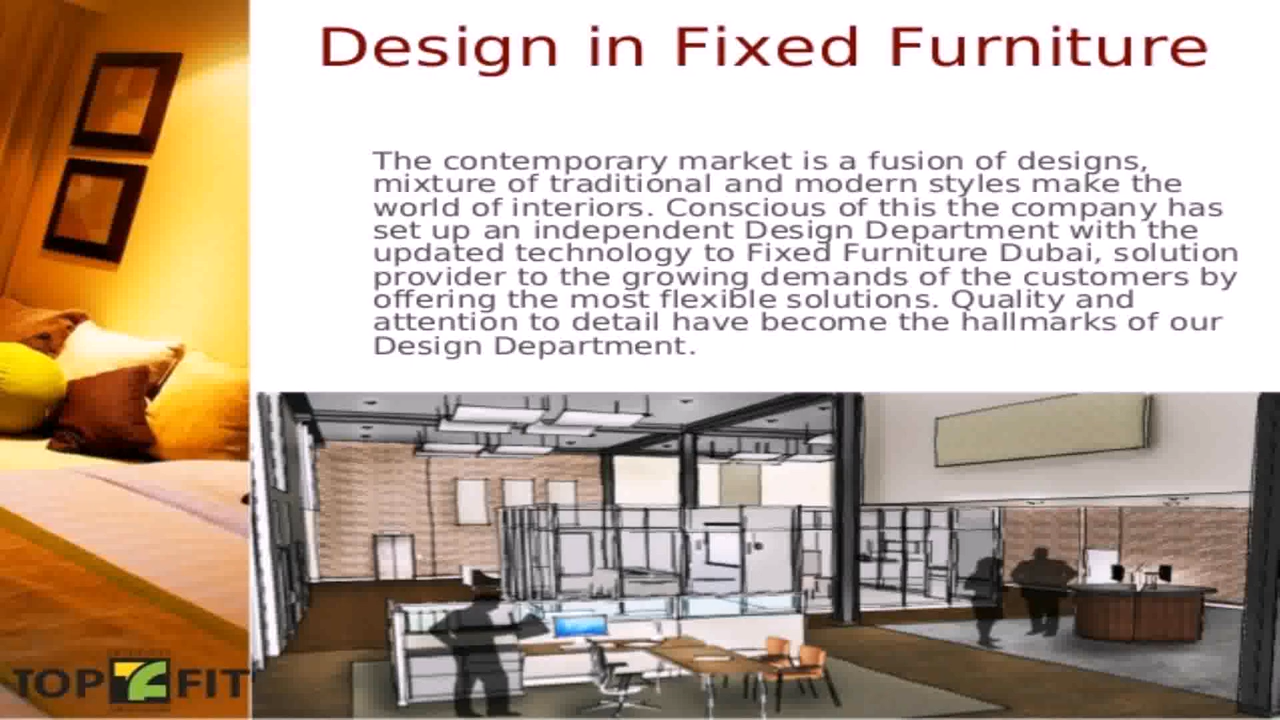 Design in Fixed Furniture
The contemporary market is a fusion of designs,
mixture of traditional and modern styles make the
world of interiors. Conscious of this the company has
set up an independent Design Department with the
updated technology to Fixed Furniture Dubai, solution
provider to the growing demands of the customers by
offering the most flexible solutions. Quality and
attention to detail have become the hallmarks of our
Design Department.
TOP FIT